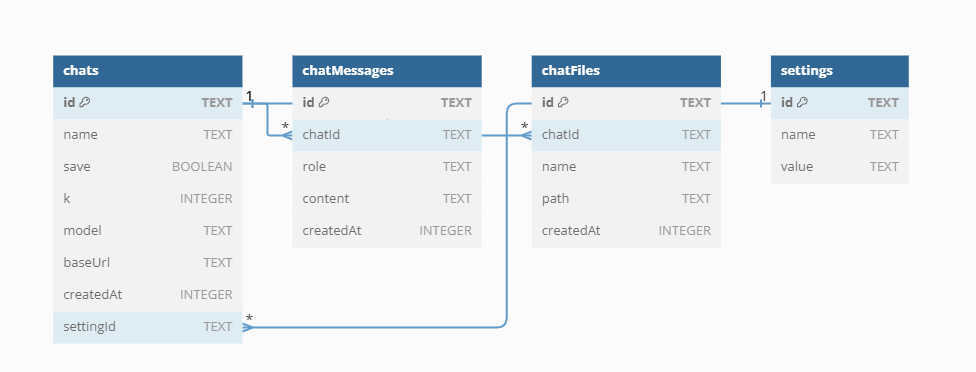 chats
id TEXT
name TEXT
save BOOLEAN
k INTEGER
model TEXT
baseUrl TEXT
createdAt INTEGER
settingId TEXT
1
*
chatMessages
id TEXT
* chatId TEXT
role TEXT
content TEXT
createdAt INTEGER
chatFiles
id TEXT
* chatId TEXT
name TEXT
path TEXT
createdAt INTEGER
settings
1 id TEXT
name TEXT
value TEXT